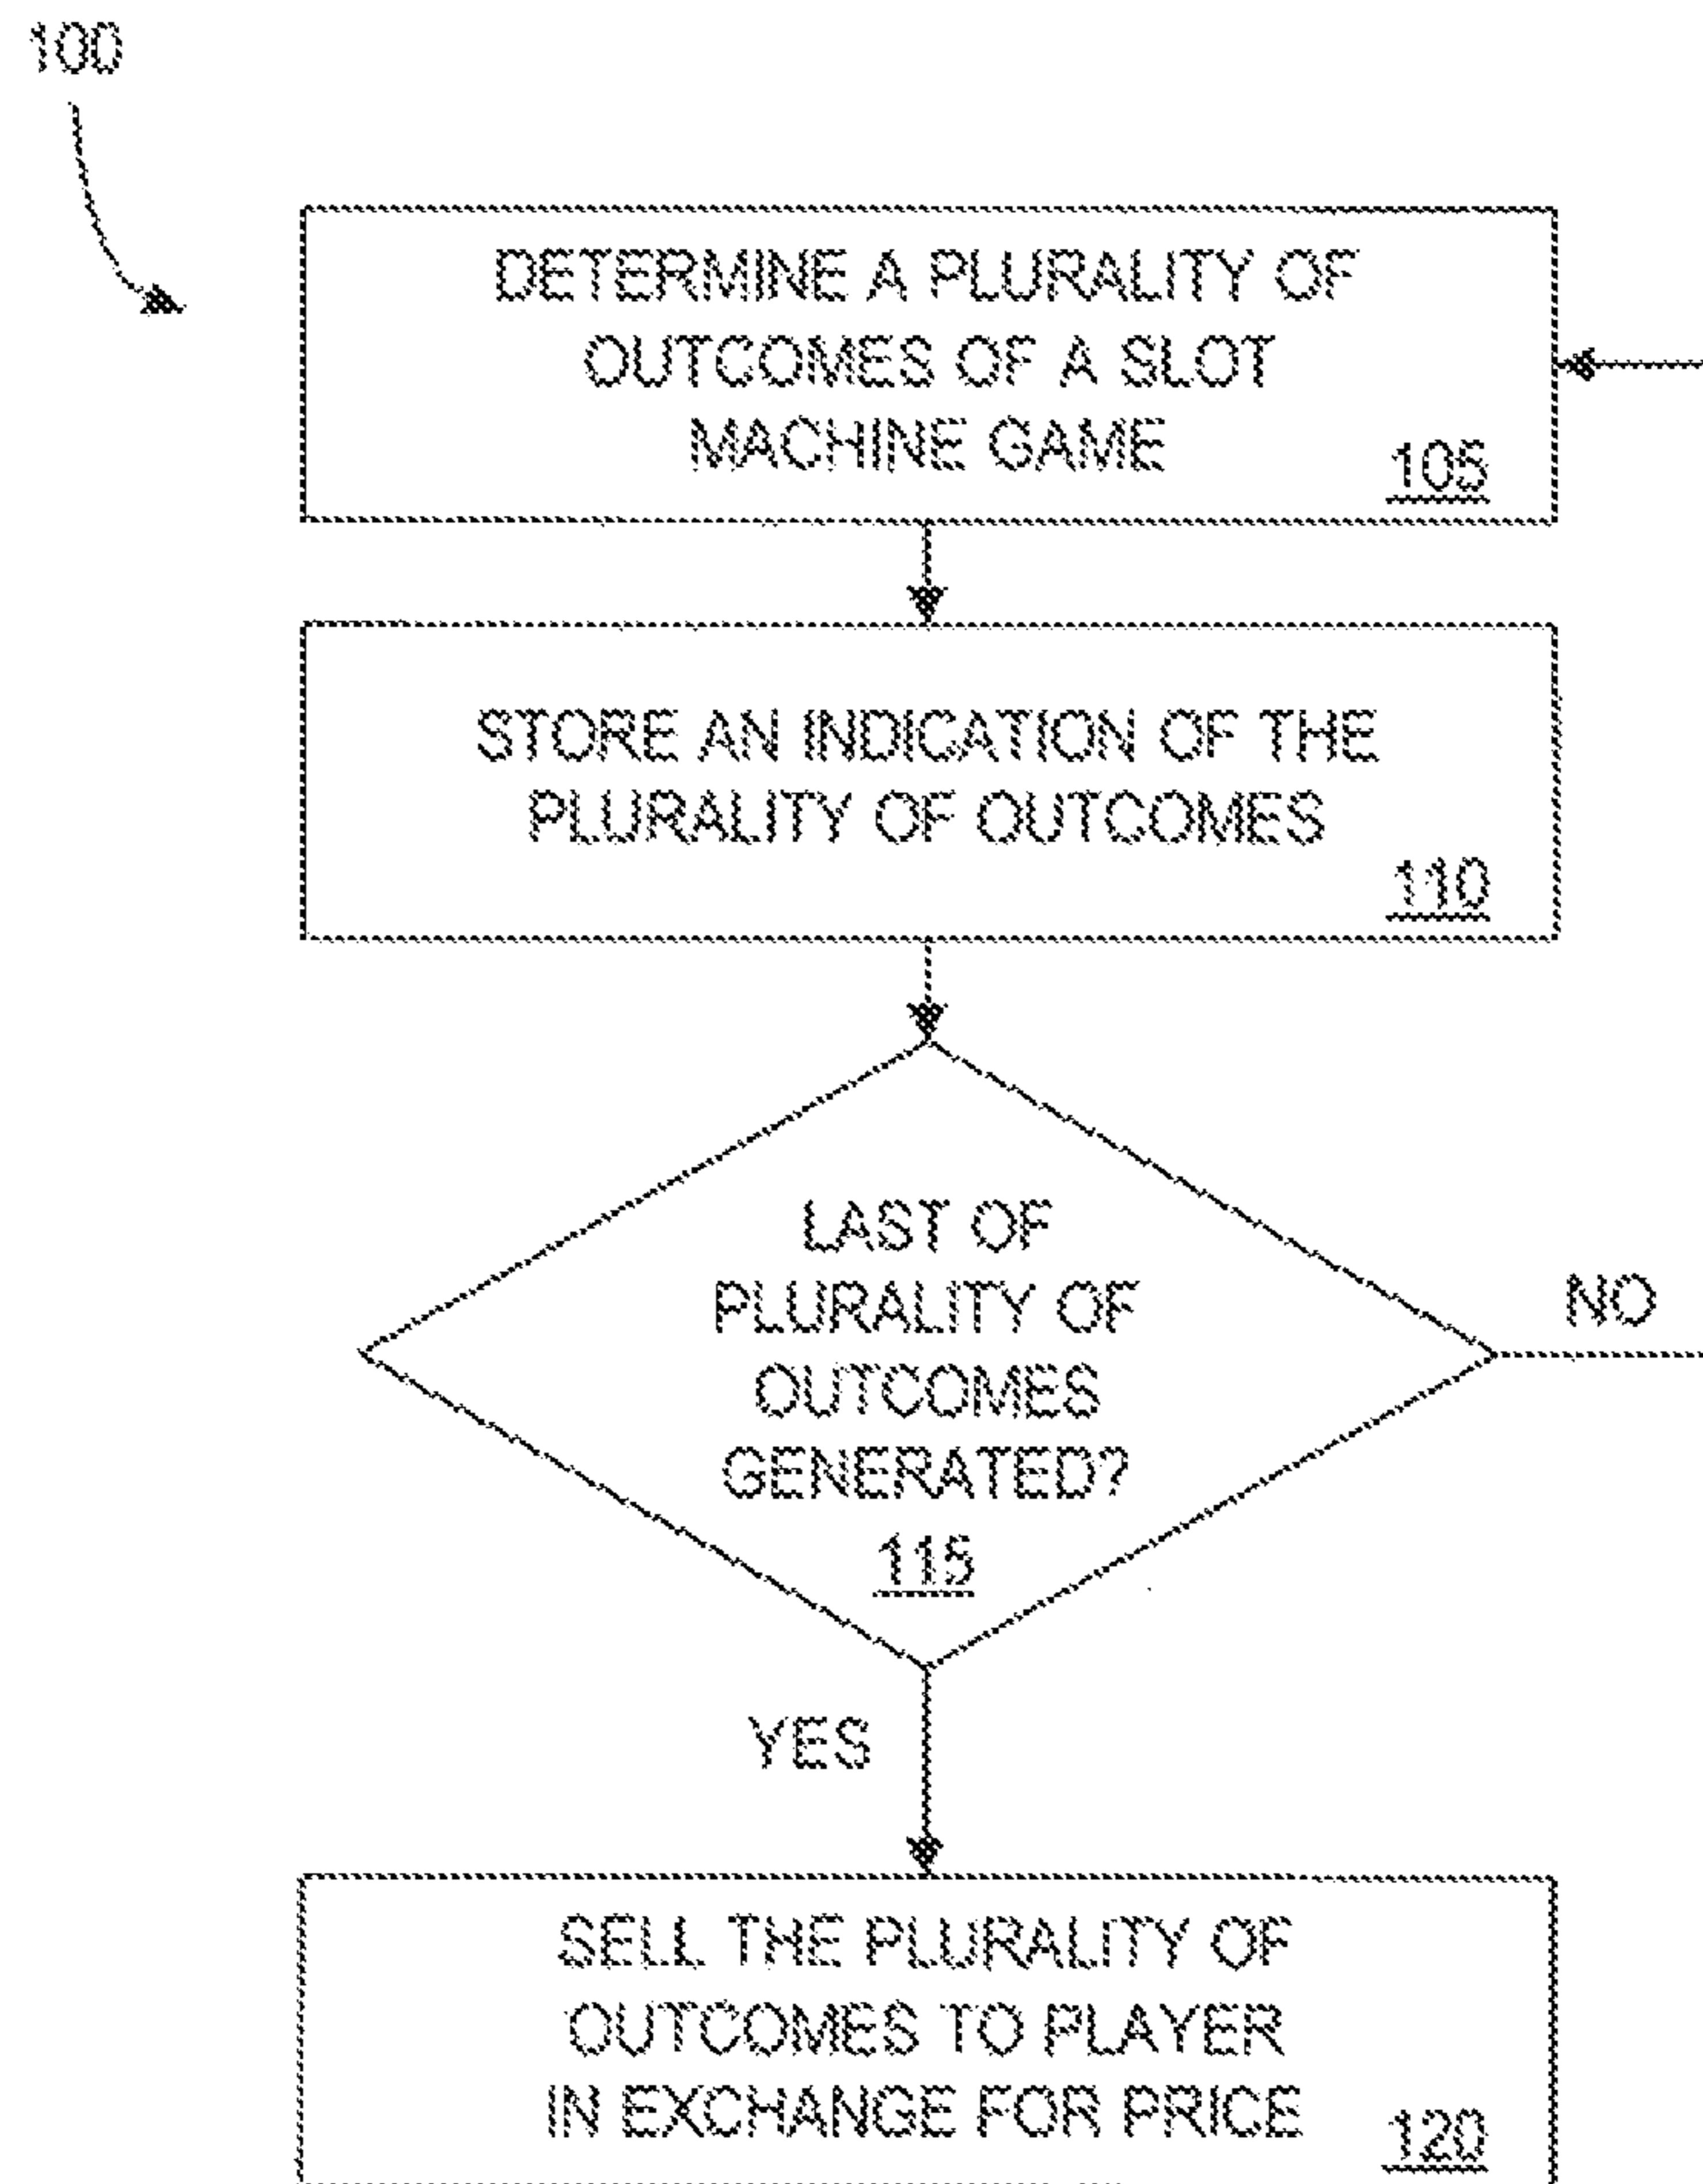 100
DETERMINE A PLURALITY OF
OUTCOMES OF A SLOT
MACHINE GAME
105
STORE AN INDICATION OF THE
PLURALITY OF OUTCOMES
110
LAST OF
PLURALITY OF
OUTCOMES
GENERATED?
115
NO
YES
SELL THE PLURALITY OF
OUTCOMES TO PLAYER
IN EXCHANGE FOR PRICE
120